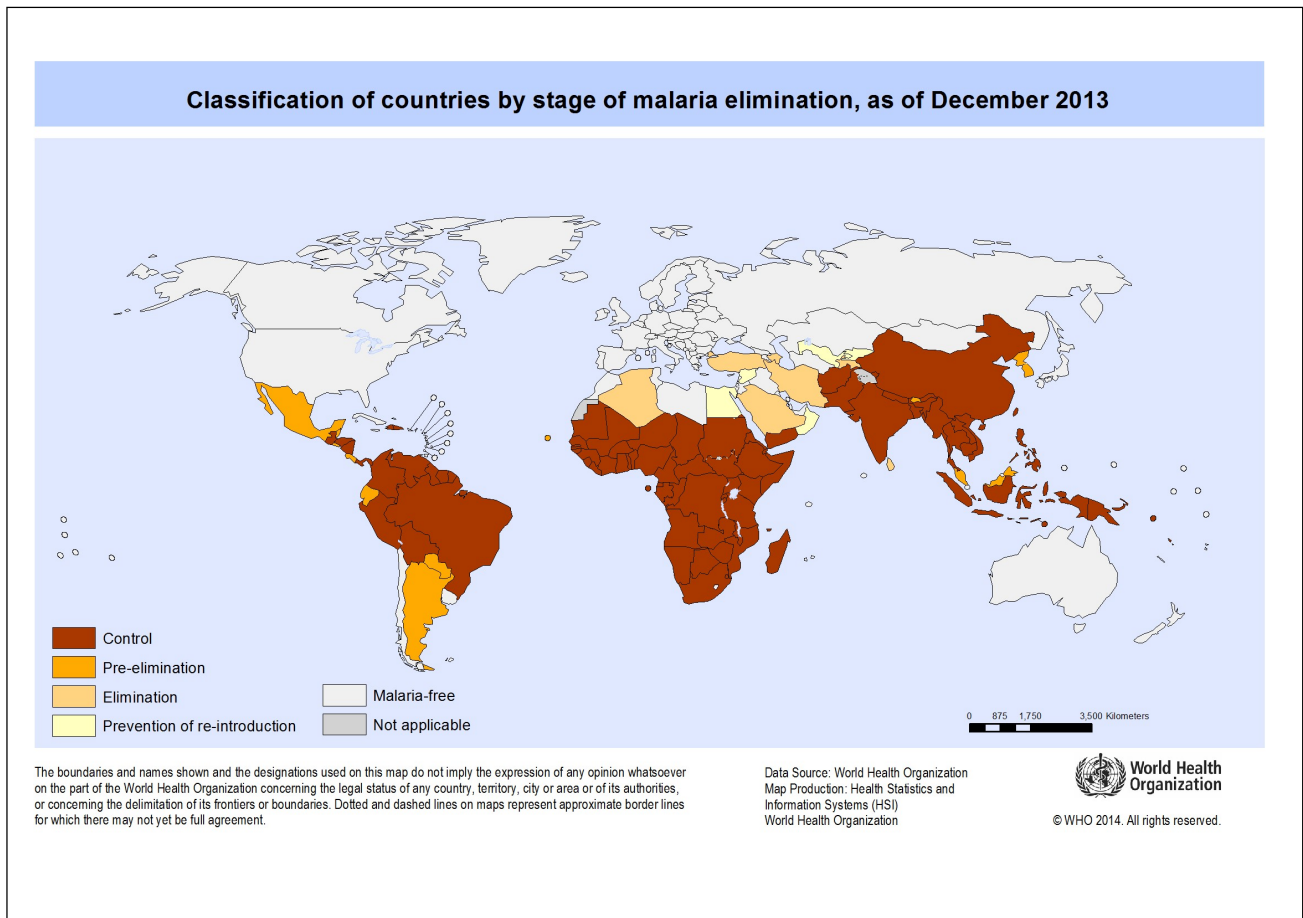 Classification of countries by stage of malaria elimination, as of December 2013
Control
Pre-elimination
Elimination
Prevention of re-introduction
Malaria-free
Not applicable
0 875 1,750 3,500 Kilometers
The boundaries and names shown and the designations used on this map do not imply the expression of any opinion whatsoever
on the part of the World Health Organization concerning the legal status of any country, territory, city or area or of its authorities,
or concerning the delimitation of its frontiers or boundaries. Dotted and dashed lines on maps represent approximate border lines
for which there may not yet be full agreement.
Data Source: World Health Organization
Map Production: Health Statistics and
Information Systems (HSI)
World Health Organization
World Health
Organization
© WHO 2014. All rights reserved.